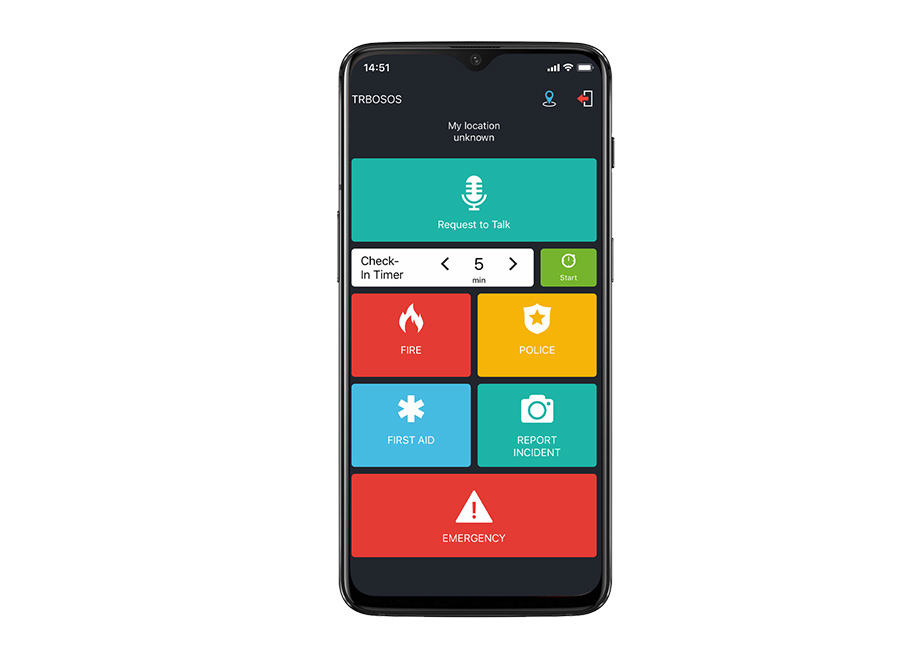 14:51
TRBOSOS
My location
unknown
Request to Talk
Check-
In Timer
5
min
Start
FIRE
POLICE
FIRST AID
REPORT
INCIDENT
EMERGENCY